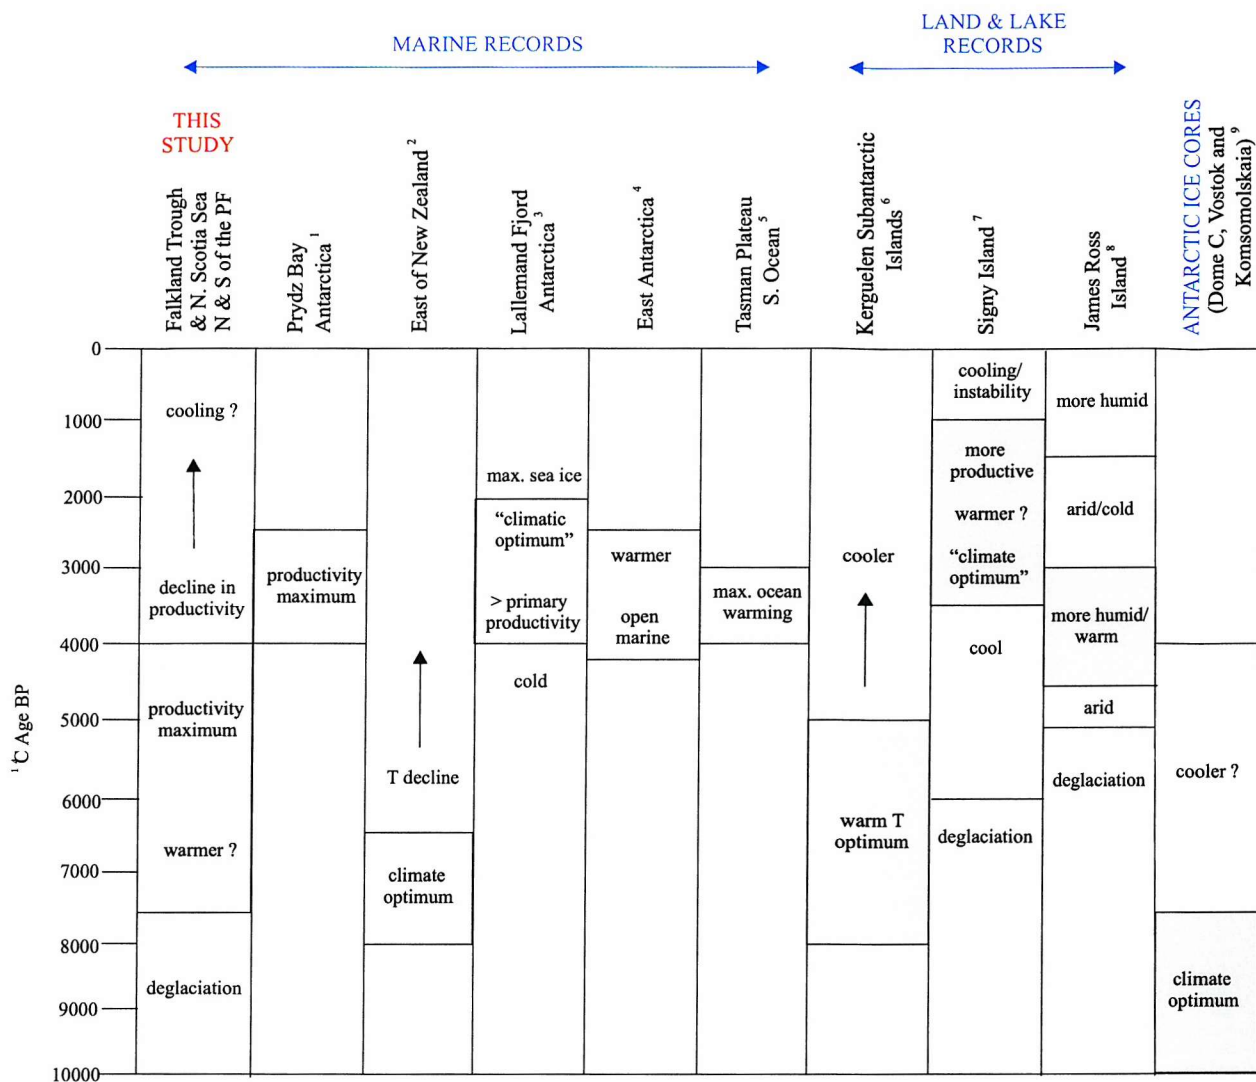 MARINE RECORDS
LAND & LAKE
RECORDS
THIS
STUDY
Falkland Trough
& N. Scotia Sea
N & S of the PF
Prydz Bay
Antarctica 1
East of New Zealand 2
Lallemand Fjord
Antarctica 3
East Antarctica 4
Tasman Plateau
S. Ocean 5
Kerguelen Subantarctic
Islands 6
Signy Island 7
James Ross
Island 8
ANTARCTIC ICE CORES
(Dome C, Vostok and
Komsomolskaia) 9
14C Age BP
0
1000
2000
3000
4000
5000
6000
7000
8000
9000
10000
cooling ?
decline in
productivity
productivity
maximum
warmer ?
deglaciation
productivity
maximum
T decline
climate
optimum
max. sea ice
“climatic
optimum”
> primary
productivity
cold
warmer
open
marine
max. ocean
warming
cooler
warm T
optimum
cooling/
instability
more
productive
warmer ?
“climate
optimum”
cool
deglaciation
more humid
arid/cold
more humid/
warm
arid
deglaciation
cooler ?
climate
optimum